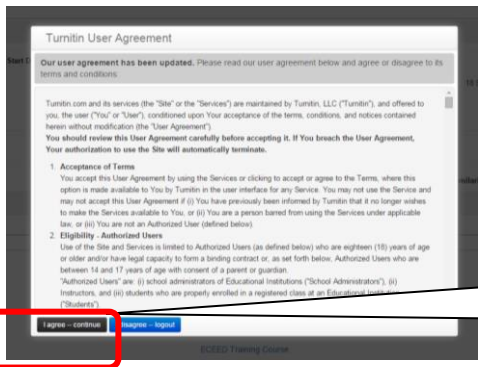 Turnitin User Agreement
Our user agreement has been updated. Please read our user agreement below and agree or disagree to its
terms and conditions.
Turnitin.com and its services (the "Site" or the "Services") are maintained by Turnitin, LLC ("Turnitin"), and offered to
you, the user ("You" or "User"), conditioned upon Your acceptance of the terms, conditions, and notices contained
herein without modification (the "User Agreement").
You should review this User Agreement carefully before accepting it. If You breach the User Agreement,
Your authorization to use the Site will automatically terminate.
1. Acceptance of Terms
You accept this User Agreement by using the Services or clicking to accept or agree to the Terms, where this
option is made available to You by Turnitin in the user interface for any Service. You may not use the Service and
may not accept this User Agreement if (i) You have previously been informed by Turnitin that it no longer wishes
to make the Services available to You, or (ii) You are a person barred from using the Services under applicable
law, or (iii) You are not an Authorized User (defined below).
2. Eligibility - Authorized Users
Use of the Site and Services is limited to Authorized Users (as defined below) who are eighteen (18) years of age
or older and/or have legal capacity to form a binding contract or, as set forth below, Authorized Users who are
between 14 and 17 years of age with consent of a parent or guardian.
"Authorized Users" are: (i) school administrators of Educational Institutions ("School Administrators"), (ii)
Instructors, and (iii) students who are properly enrolled in a registered class at an Educational Institution
("Students")
I agree -- continue
disagree -- logout
Training Course